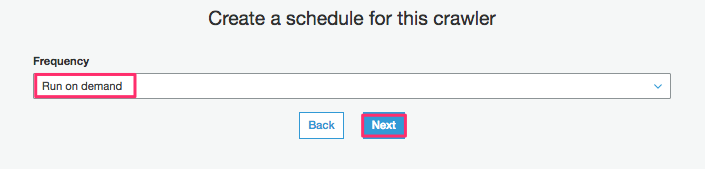 Create a schedule for this crawler
Frequency
Run on demand
Back Next